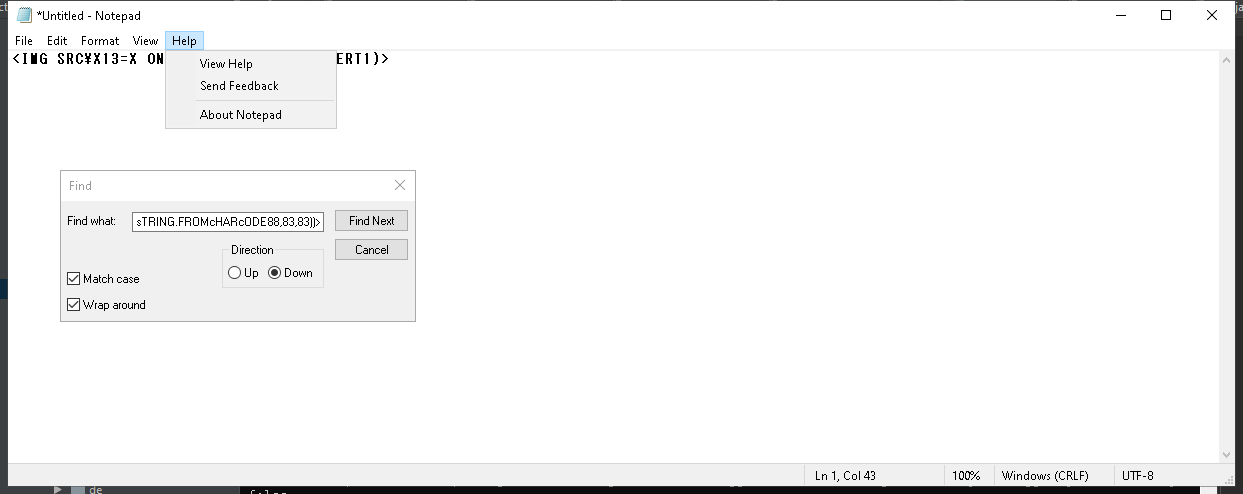 *Untitled - Notepad
File Edit Format View Help
<IMG SRC¥X13=X ON
ERT1)>
View Help
Send Feedback
About Notepad
Find
Find what: sTRING.FROMcHARcODE88,83,83))> Find Next
Direction Cancel
Up Down
Match case
Wrap around
Ln 1, Col 43 100% Windows (CRLF) UTF-8
de